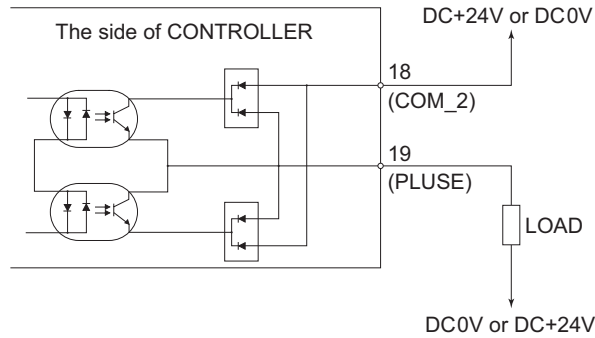 DC+24V or DC0V
The side of CONTROLLER
18
(COM_2)
19
(PLUSE)
LOAD
DC0V or DC+24V